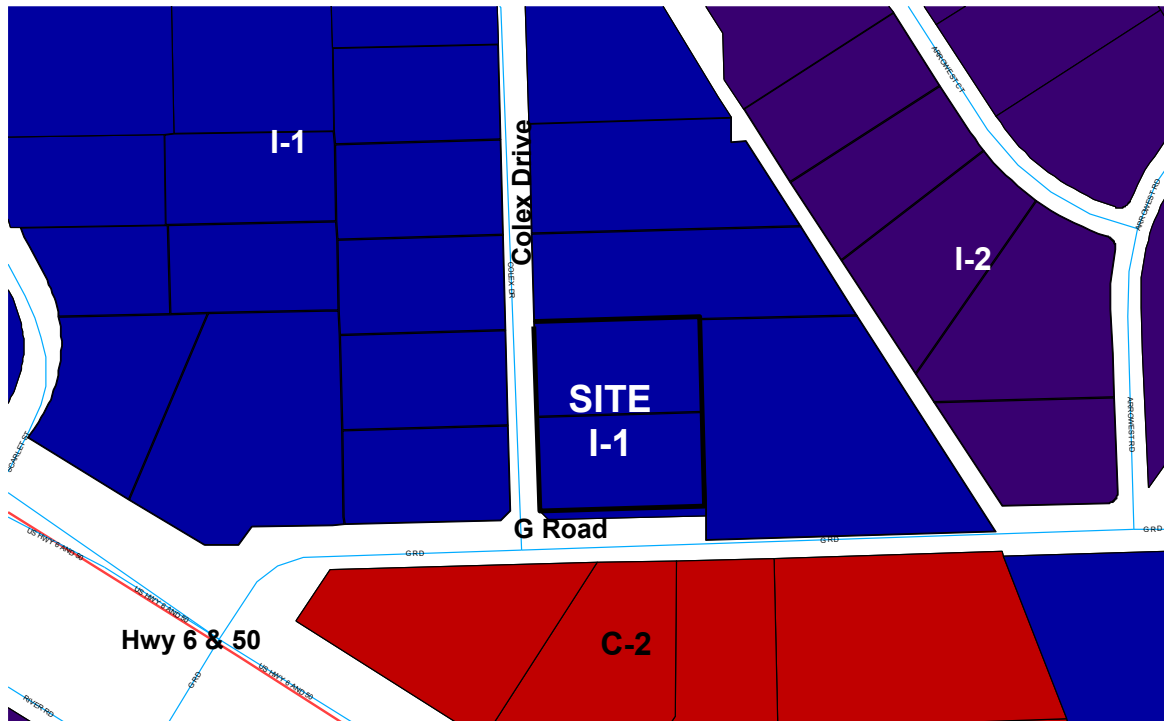 ARROWEST CT
I-1
Colex Drive
ARROWEST RD
I-2
COLEX DR
SITE
I-1
ARROWEST RD
CARLET ST
G Road
G RD
G RD
G RD
US HWY 6 AND 50
US HWY 6 AND 50
Hwy 6 & 50
C-2
US HWY 6 AND 50
G RD
RIVER RD